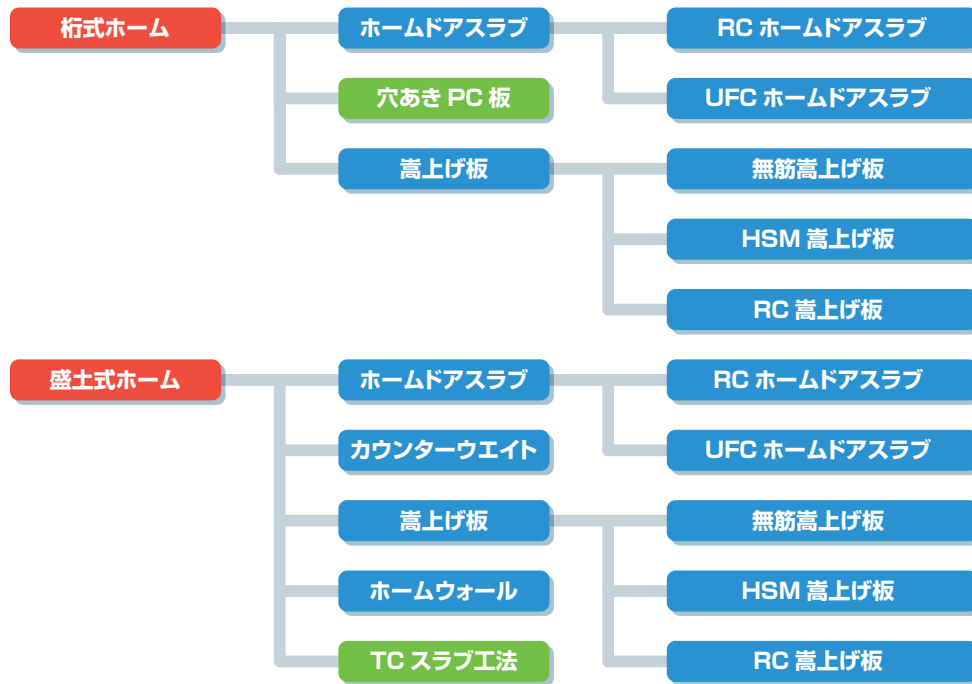 桁式ホーム
ホームドアスラブ
RC ホームドアスラブ
UFC ホームドアスラブ
穴あき PC 板
嵩上げ板
無筋嵩上げ板
HSM 嵩上げ板
RC 嵩上げ板
盛土式ホーム
ホームドアスラブ
RC ホームドアスラブ
UFC ホームドアスラブ
カウンターウエイト
嵩上げ板
無筋嵩上げ板
HSM 嵩上げ板
RC 嵩上げ板
ホームウォール
TC スラブ工法